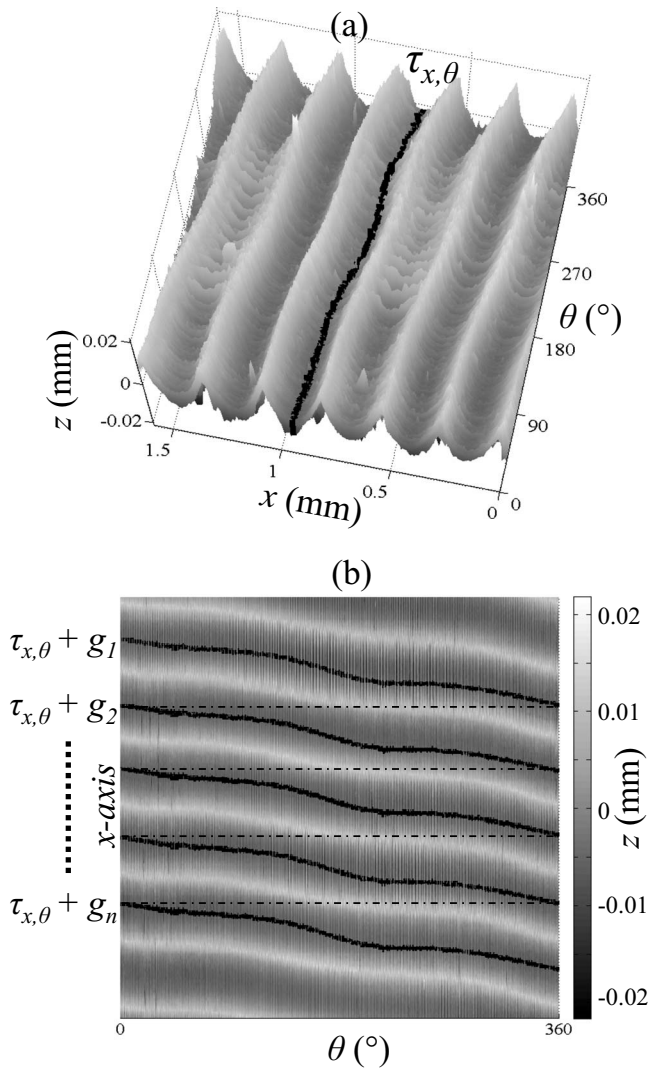 (a)
τx,θ
360
270
θ (°)
180
90
0
z (mm)
0.02
0
-0.02
1.5
1
0.5
0
x (mm)
(b)
τx,θ + g1
τx,θ + g2
τx,θ + gn
x-axis
0
360
θ (°)
0.02
0.01
0
-0.01
-0.02
z (mm)